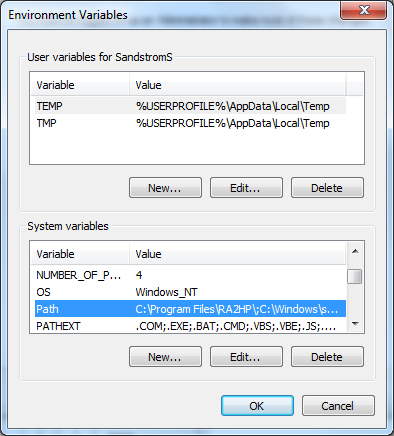 Environment Variables
User variables for SandstromS
Variable Value
TEMP %USERPROFILE%\AppData\Local\Temp
TMP %USERPROFILE%\AppData\Local\Temp
New... Edit... Delete
System variables
Variable Value
NUMBER_OF_P... 4
OS Windows_NT
Path C:\Program Files\RA2HP\;C:\Windows\s...
PATHEXT .COM;.EXE;.BAT;.CMD;.VBS;.VBE;.JS;....
New... Edit... Delete
OK Cancel